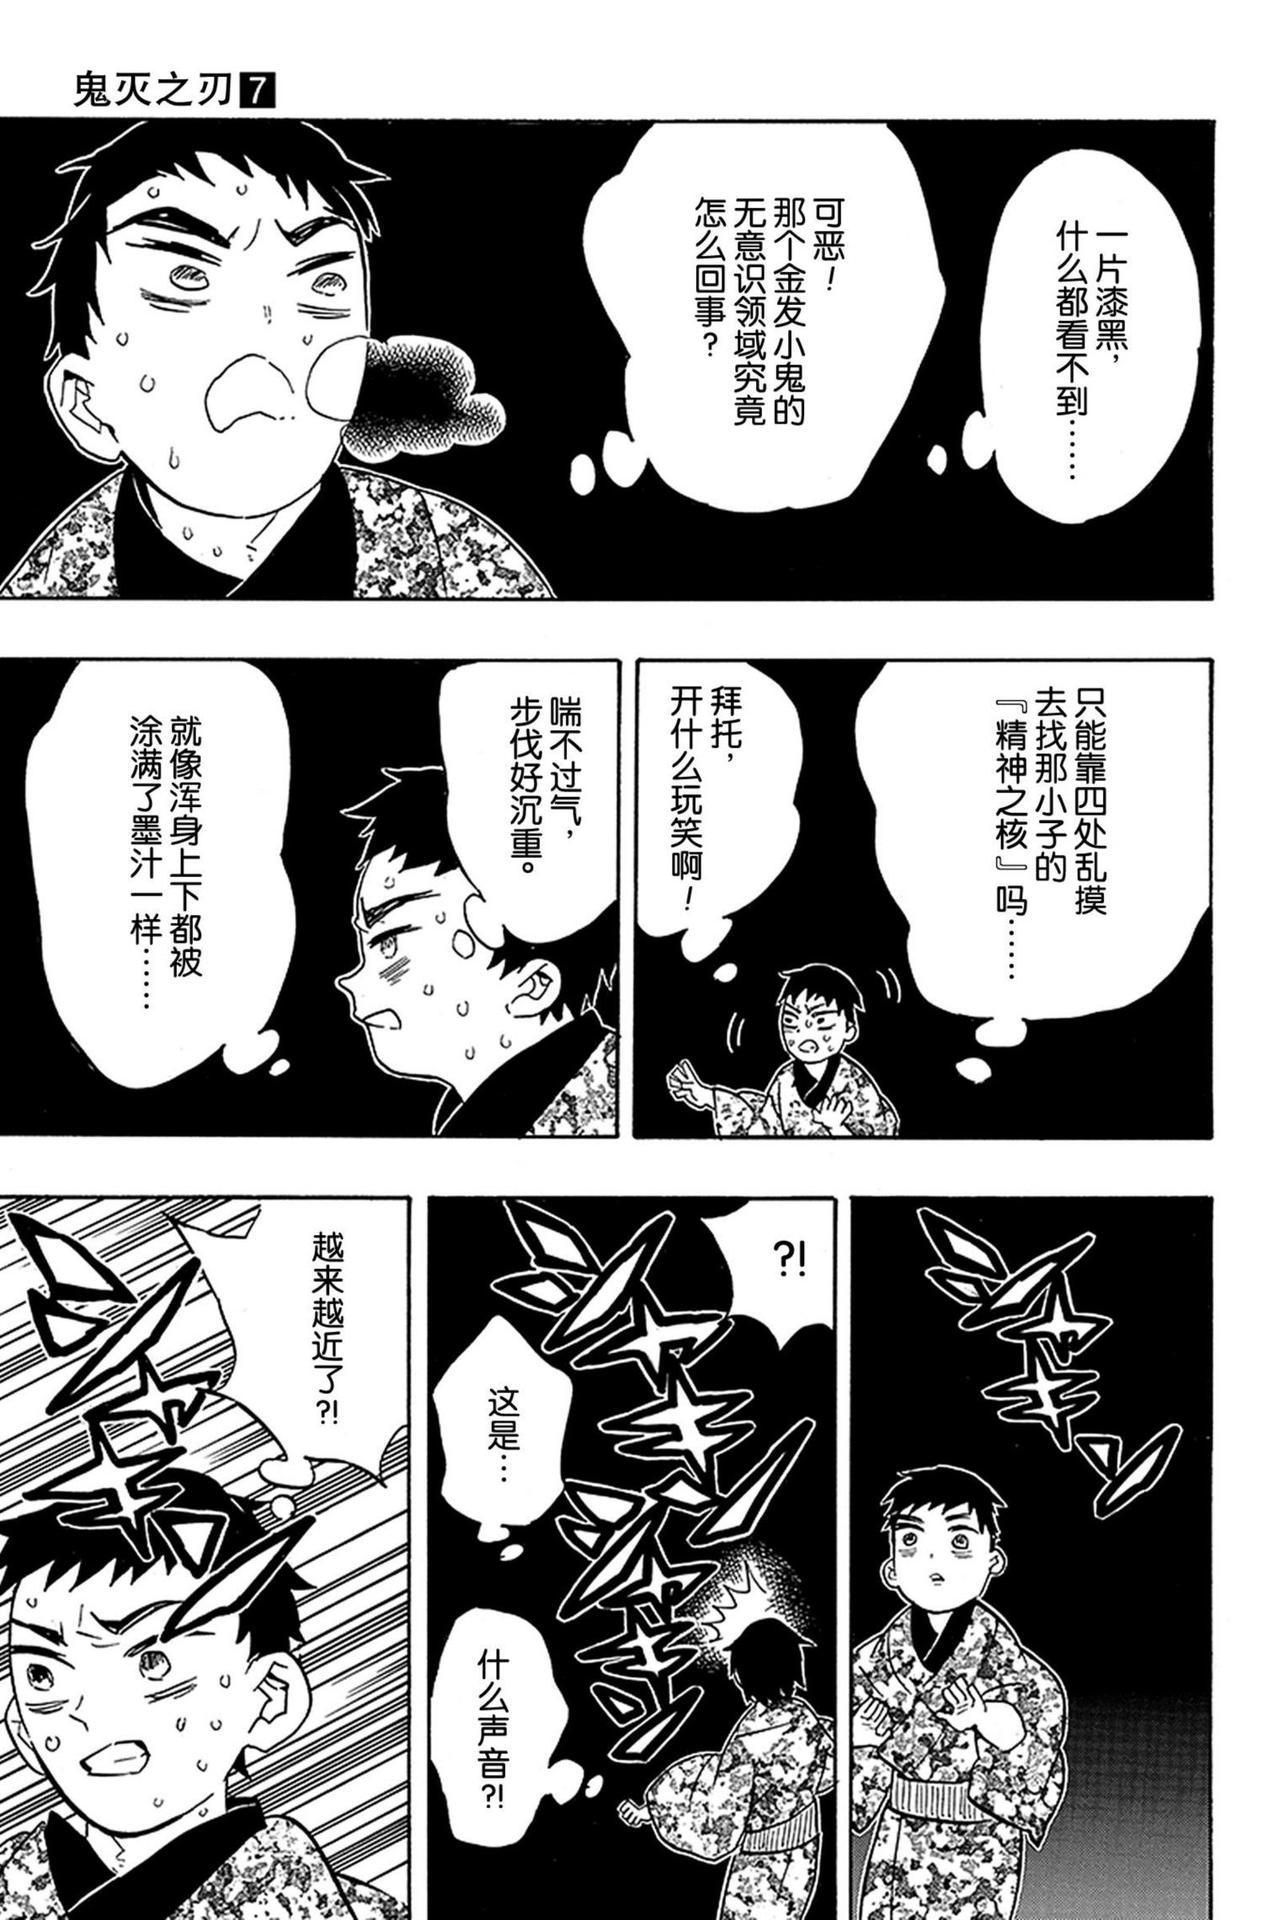 鬼灭之刃7
一片漆黑，
什么都看不到……
可恶！
那个金发小鬼的
无意识领域究竟
怎么回事？
只能靠四处乱摸
去找那小子的
『精神之核』吗……
拜托，
开什么玩笑啊！
喘不过气，
步伐好沉重。
就像浑身上下都被
涂满了墨汁一样……
?!
这是…
什么声音?!
越来越近了?!